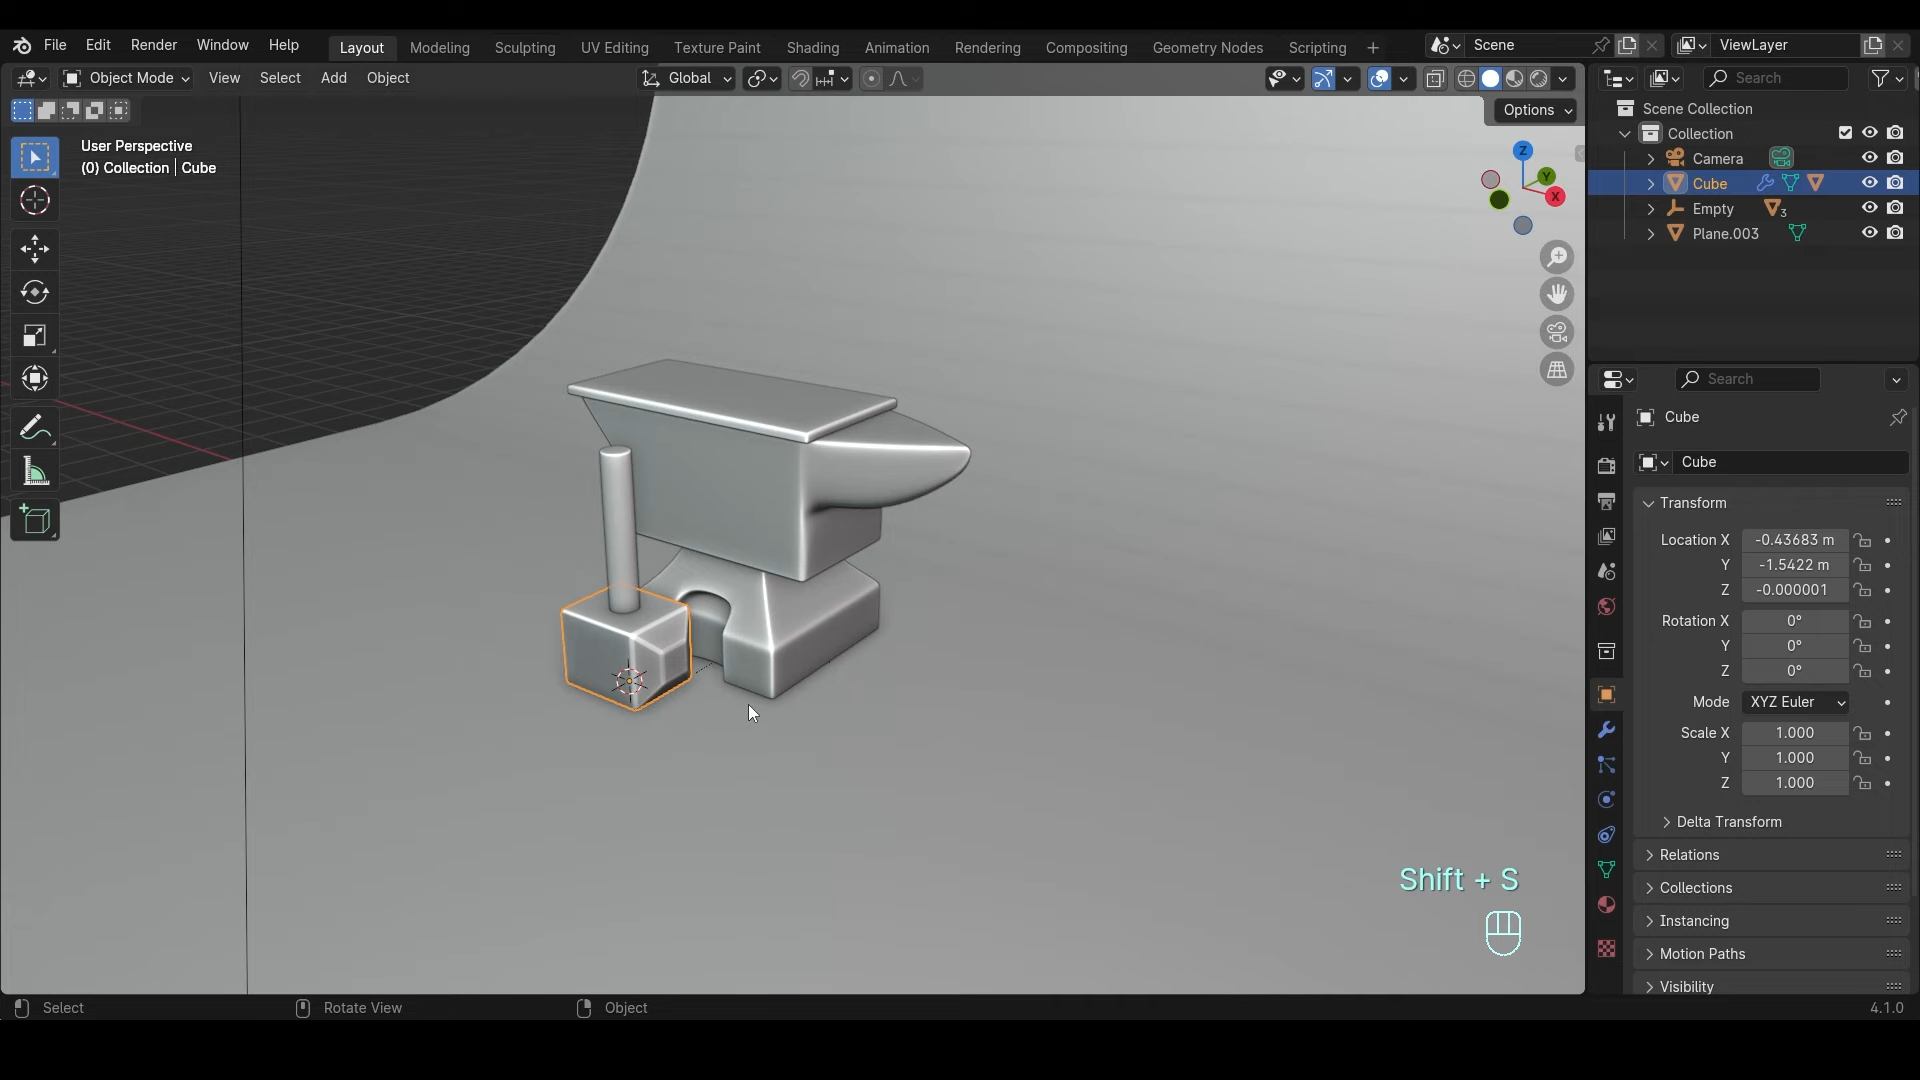 File Edit Render Window Help Layout Modeling Sculpting UV Editing Texture Paint Shading Animation Rendering Compositing Geometry Nodes Scripting + Scene ViewLayer
Object Mode View Select Add Object Global Search
Options
User Perspective
(0) Collection | Cube
Z
Y
X
Scene Collection
Collection
Camera
Cube
Empty 3
Plane.003
Search
Cube
Cube
Transform
Location X -0.43683 m
Y -1.5422 m
Z -0.000001
Rotation X 0°
Y 0°
Z 0°
Mode XYZ Euler
Scale X 1.000
Y 1.000
Z 1.000
Delta Transform
Relations
Collections
Instancing
Motion Paths
Visibility
Shift + S
Select Rotate View Object 4.1.0